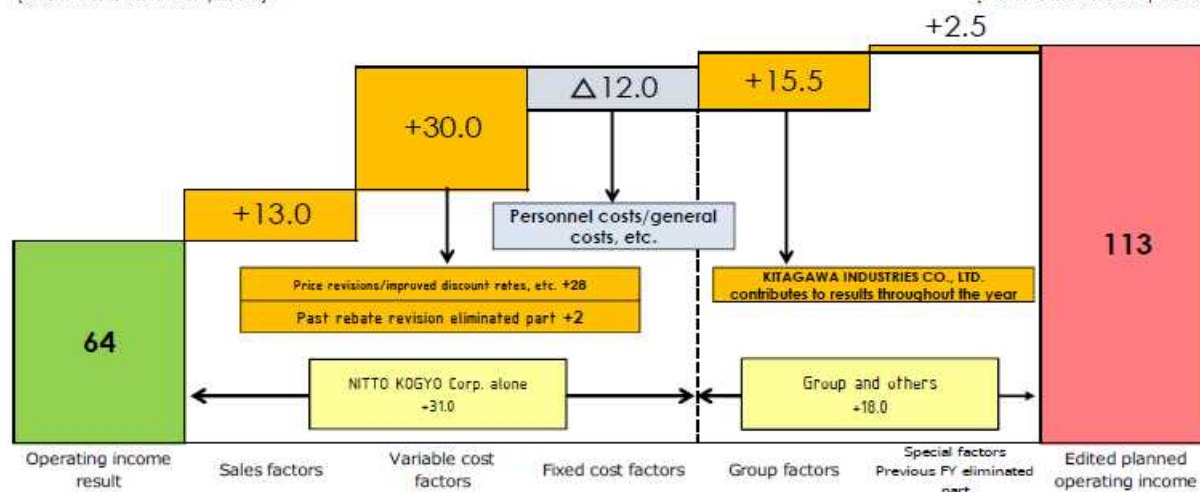 +2.5
+15.5
△12.0
+30.0
+13.0
Personnel costs/general
costs, etc.
113
Price revisions/improved discount rates, etc. +28
Past rebate revision eliminated part +2
KITAGAWA INDUSTRIES CO., LTD.
contributes to results throughout the year
64
NITTO KOGYO Corp. alone
+31.0
Group and others
+18.0
Operating income
result
Sales factors
Variable cost
factors
Fixed cost factors
Group factors
Special factors
Previous FY eliminated
part
Edited planned
operating income